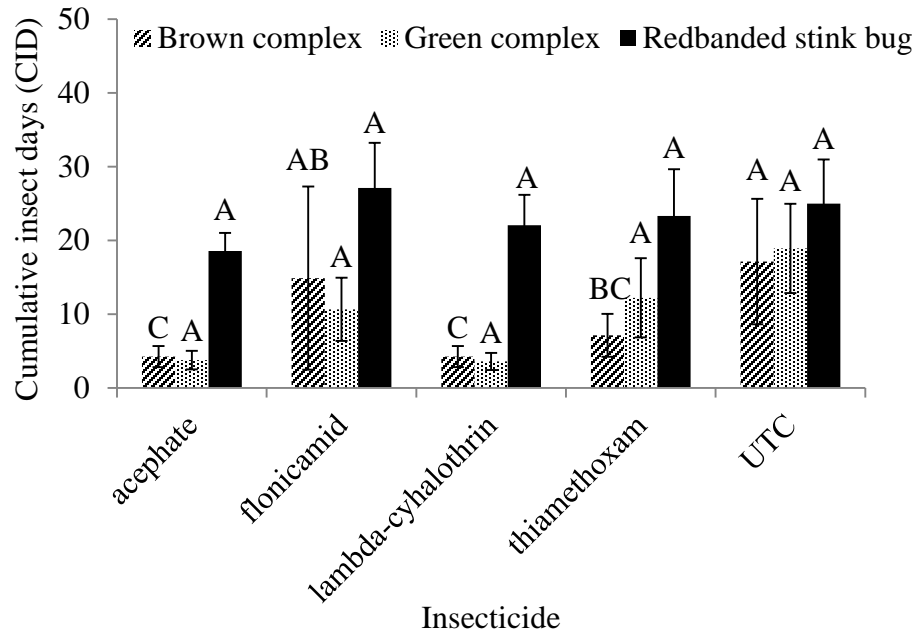 Cumulative insect days (CID)
50
40
30
20
10
0
Brown complex Green complex Redbanded stink bug
C A A
AB A A
C A A
BC A A
A A A
acephate
flonicamid
lambda-cyhalothrin
thiamethoxam
UTC
Insecticide